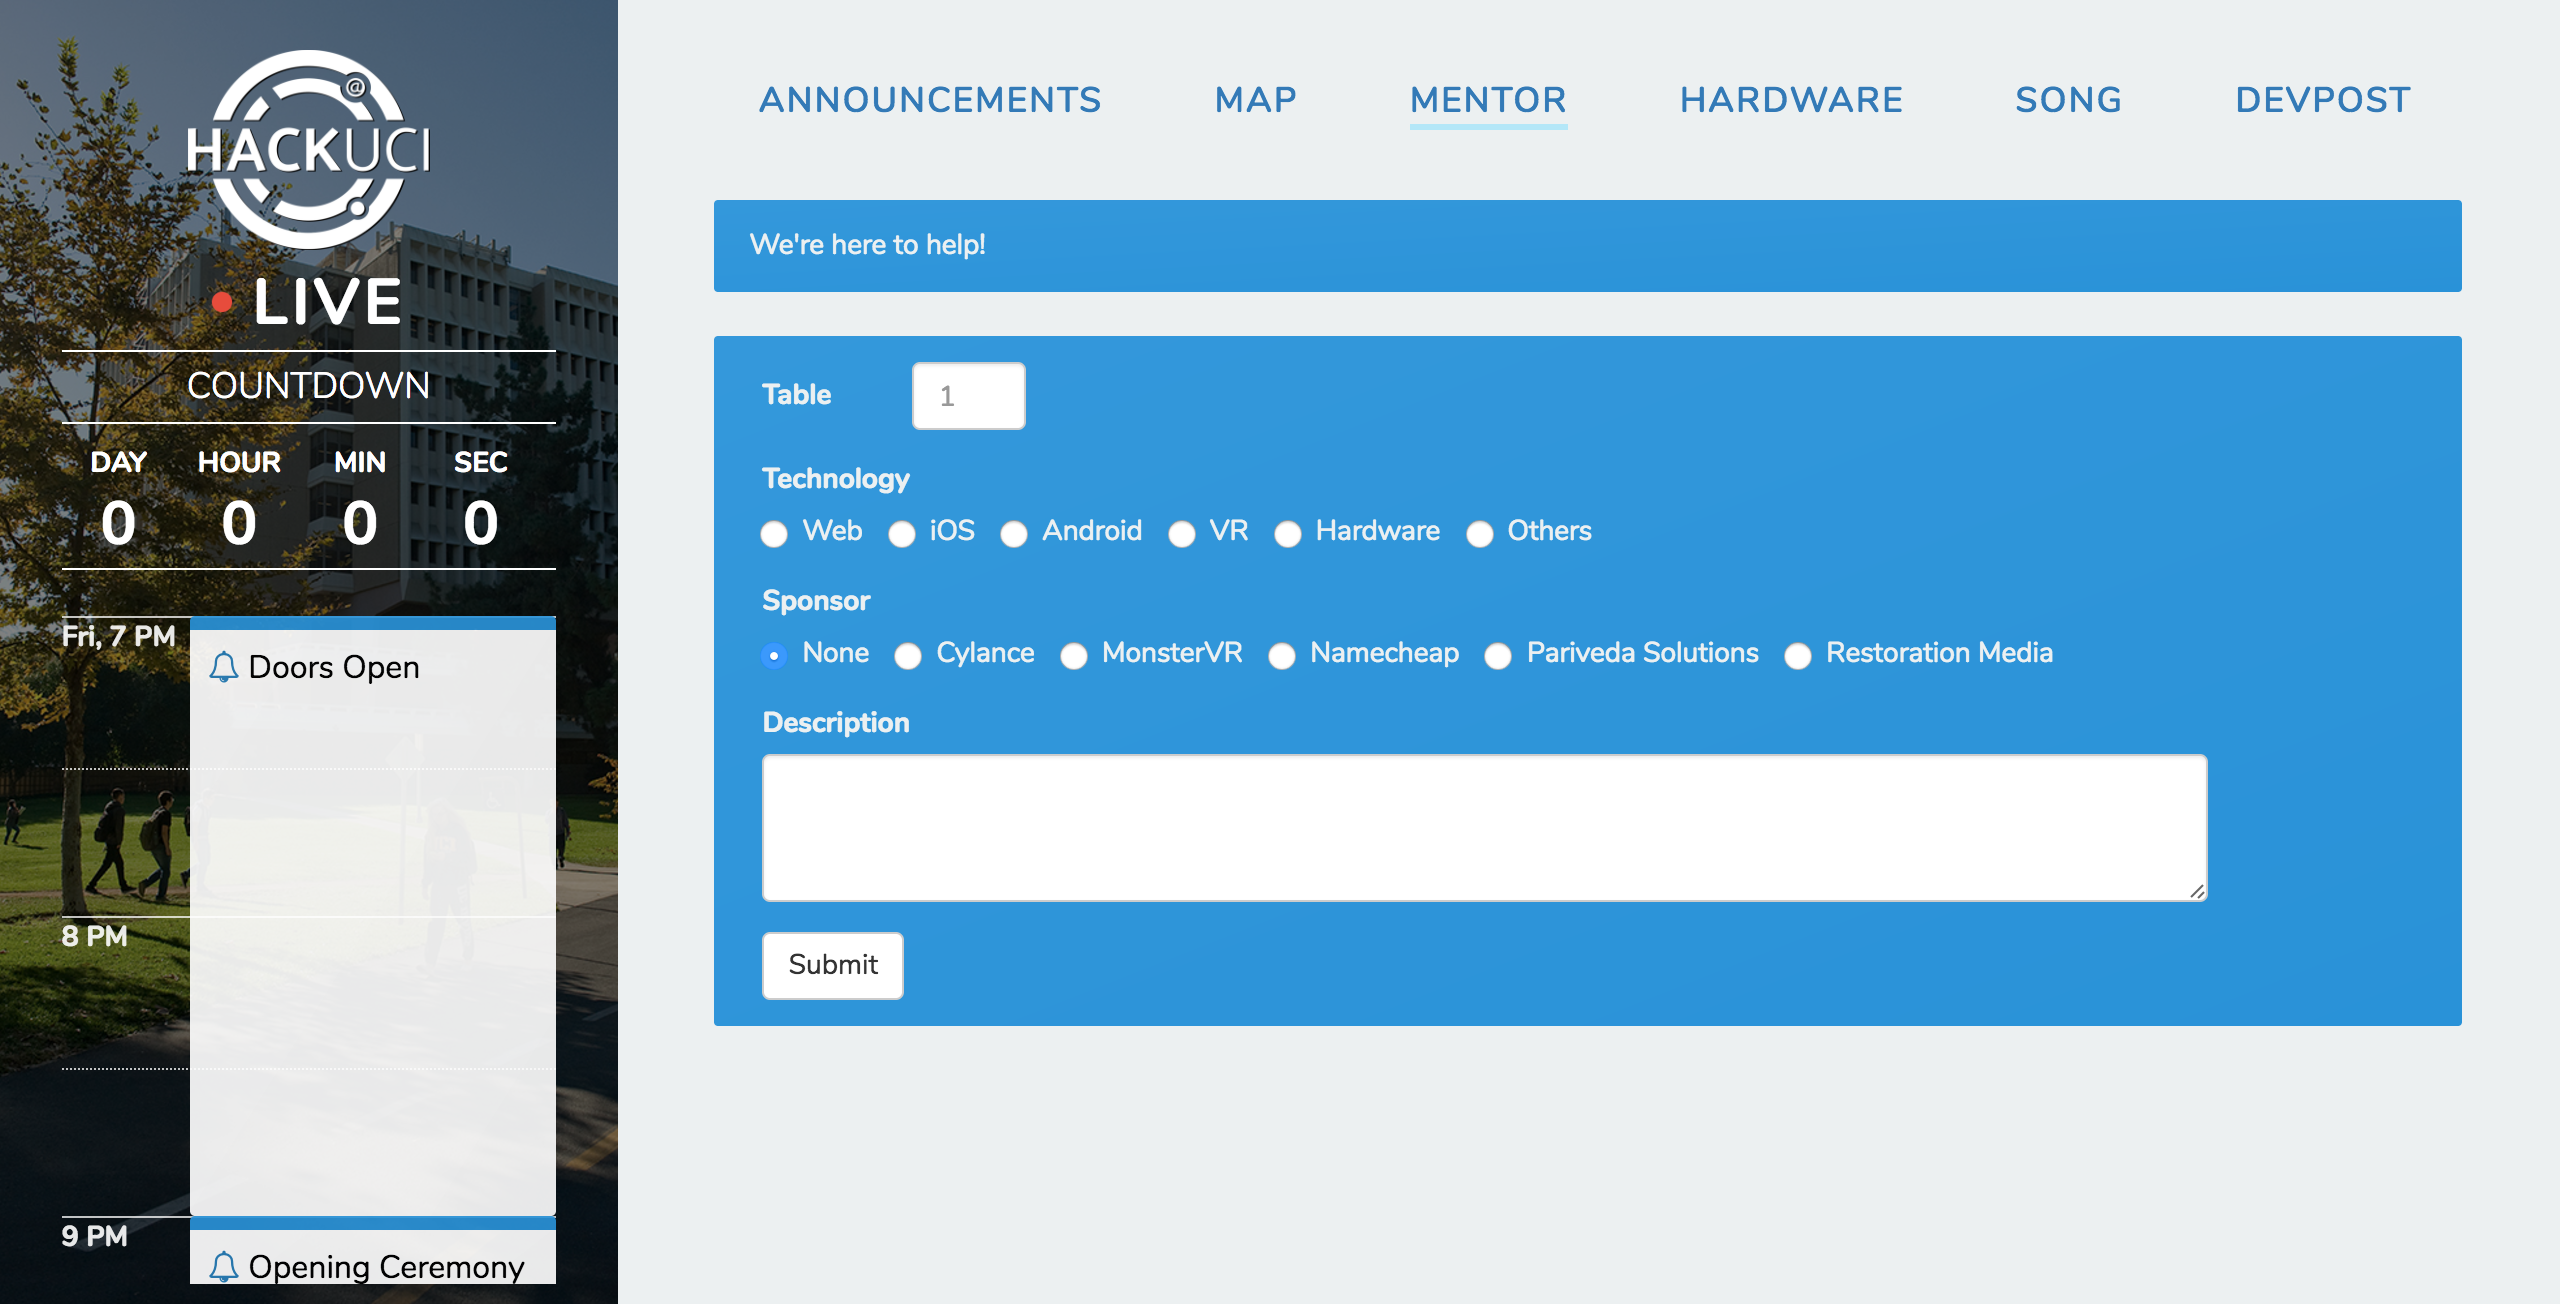 @
HACKUCI
LIVE
COUNTDOWN
DAY HOUR MIN SEC
0 0 0 0
Fri, 7 PM
Doors Open
8 PM
9 PM
Opening Ceremony
ANNOUNCEMENTS MAP MENTOR HARDWARE SONG DEVPOST
We're here to help!
Table 1
Technology
Web iOS Android VR Hardware Others
Sponsor
None Cylance MonsterVR Namecheap Pariveda Solutions Restoration Media
Description
Submit